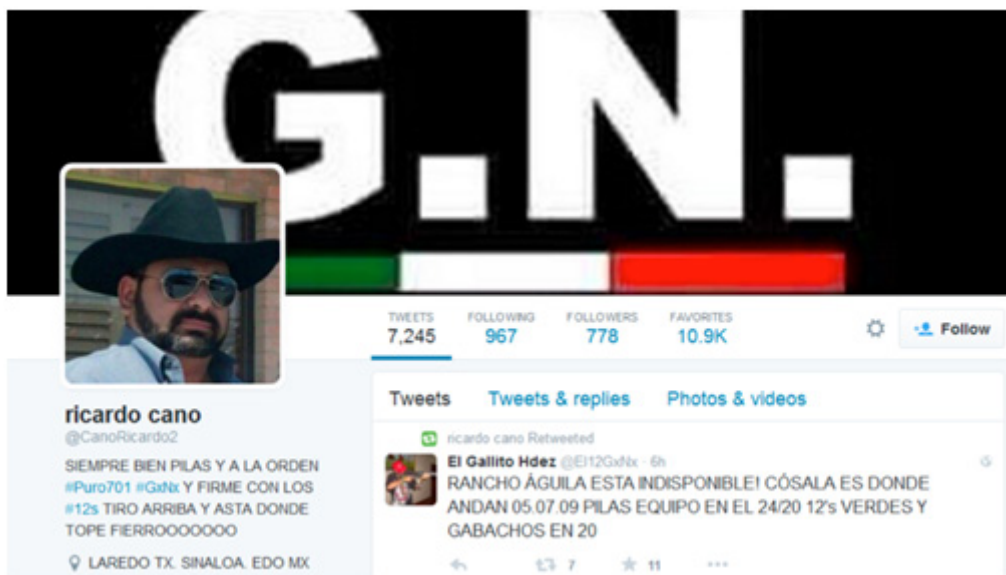 G.N.
TWEETS
7,245
FOLLOWING
967
FOLLOWERS
778
FAVORITES
10.9K
Follow
ricardo cano
@CanoRicardo2
SIEMPRE BIEN PILAS Y A LA ORDEN
#Puro701 #GxNx Y FIRME CON LOS
#12s TIRO ARRIBA Y ASTA DONDE
TOPE FIERROOOOOOO
LAREDO TX. SINALOA. EDO MX
Tweets Tweets & replies Photos & videos
ricardo cano Retweeted
El Gallito Hdez @El12GxNx · 6h
RANCHO ÁGUILA ESTA INDISPONIBLE! CÓSALA ES DONDE
ANDAN 05.07.09 PILAS EQUIPO EN EL 24/20 12's VERDES Y
GABACHOS EN 20
7 11